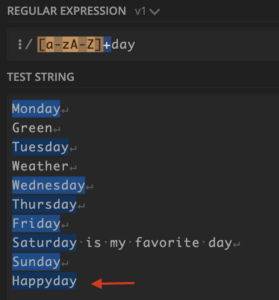 REGULAR EXPRESSION v1
/ [a-zA-Z]+day
TEST STRING
Monday
Green
Tuesday
Weather
Wednesday
Thursday
Friday
Saturday is my favorite day
Sunday
Happyday